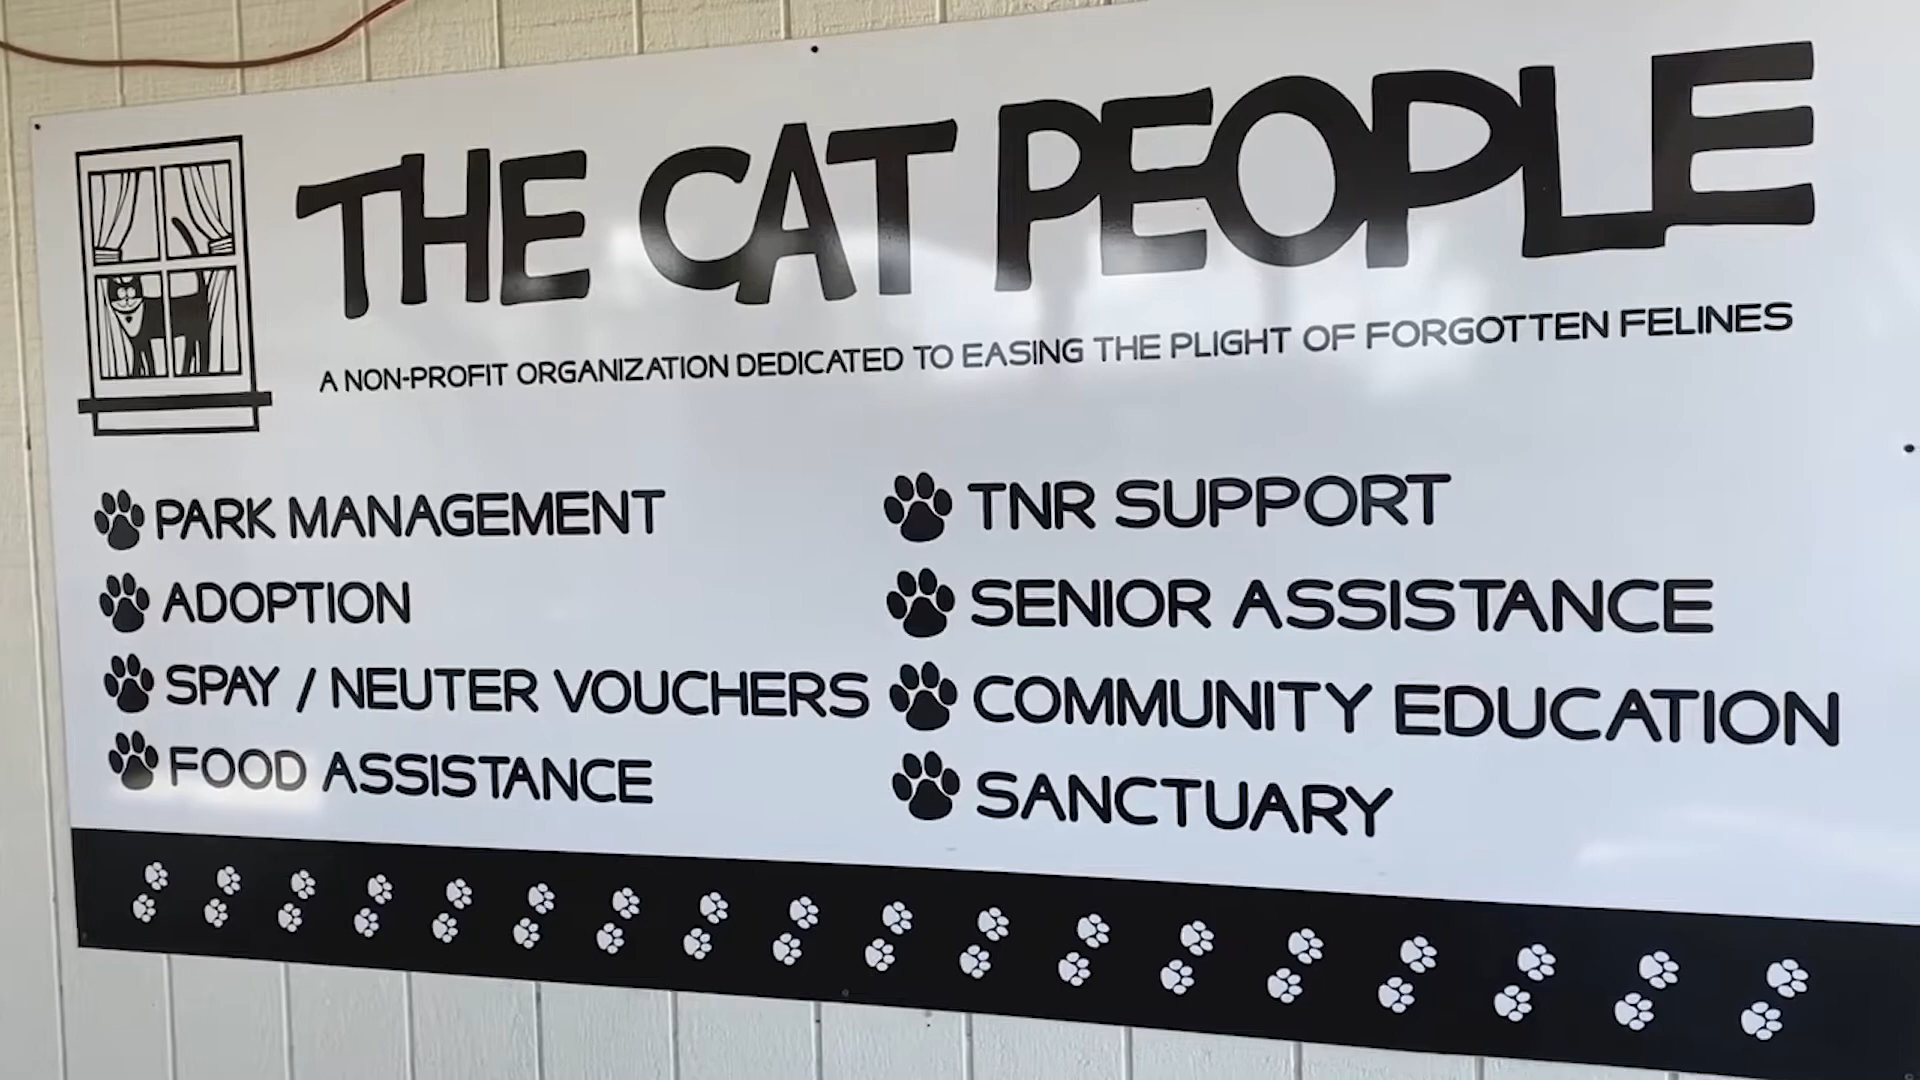 THE CAT PEOPLE
A NON-PROFIT ORGANIZATION DEDICATED TO EASING THE PLIGHT OF FORGOTTEN FELINES
PARK MANAGEMENT
ADOPTION
SPAY / NEUTER VOUCHERS
FOOD ASSISTANCE
TNR SUPPORT
SENIOR ASSISTANCE
COMMUNITY EDUCATION
SANCTUARY